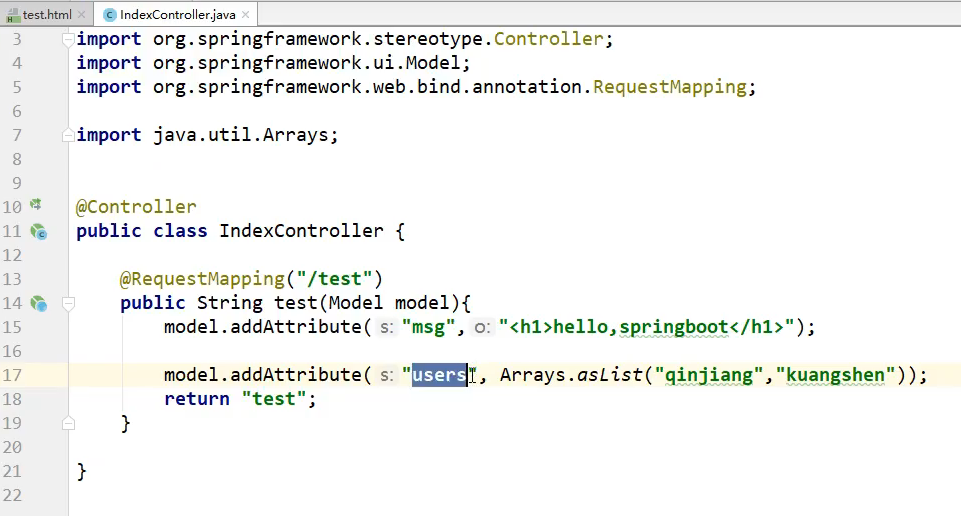 test.html × IndexController.java ×
3 import org.springframework.stereotype.Controller;
4 import org.springframework.ui.Model;
5 import org.springframework.web.bind.annotation.RequestMapping;
6
7 import java.util.Arrays;
8
9
10 @Controller
11 public class IndexController {
12
13 @RequestMapping("/test")
14 public String test(Model model){
15 model.addAttribute( s: "msg", o: "<h1>hello,springboot</h1>");
16
17 model.addAttribute( s: "users", Arrays.asList("qinjiang","kuangshen"));
18 return "test";
19 }
20
21 }
22